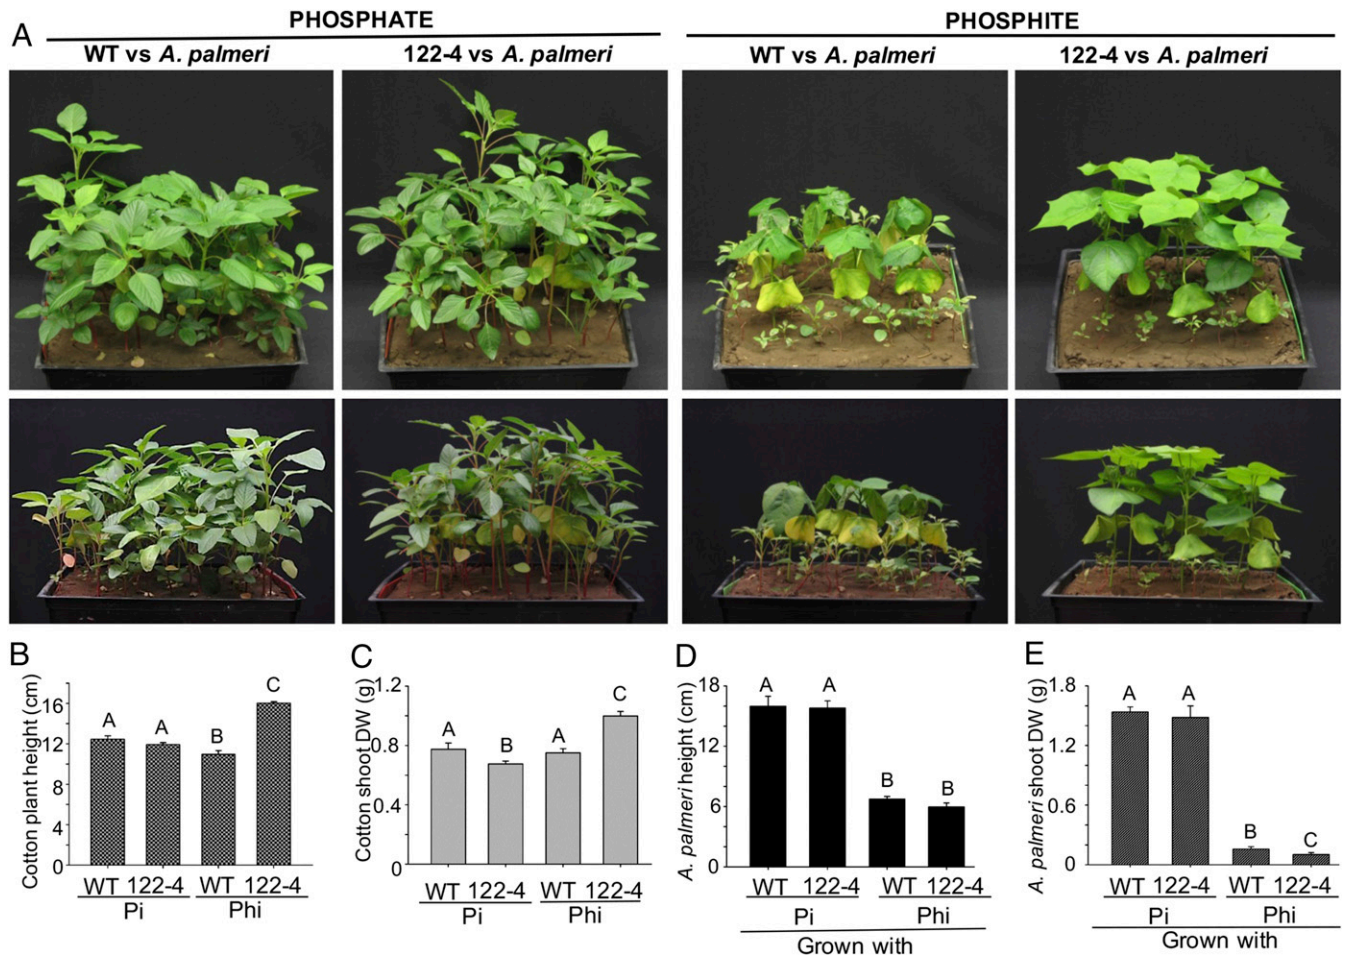 A
PHOSPHATE
PHOSPHITE
WT vs A. palmeri
122-4 vs A. palmeri
WT vs A. palmeri
122-4 vs A. palmeri
B
Cotton plant height (cm)
16
12
8
4
0
A
A
B
C
WT 122-4 WT 122-4
Pi Phi
C
Cotton shoot DW (g)
1.2
0.8
0.4
0
A
B
A
C
WT 122-4 WT 122-4
Pi Phi
D
A. palmeri height (cm)
18
12
6
0
A
A
B
B
WT 122-4 WT 122-4
Pi Phi
Grown with
E
A. palmeri shoot DW (g)
1.8
1.2
0.6
0
A
A
B
C
WT 122-4 WT 122-4
Pi Phi
Grown with